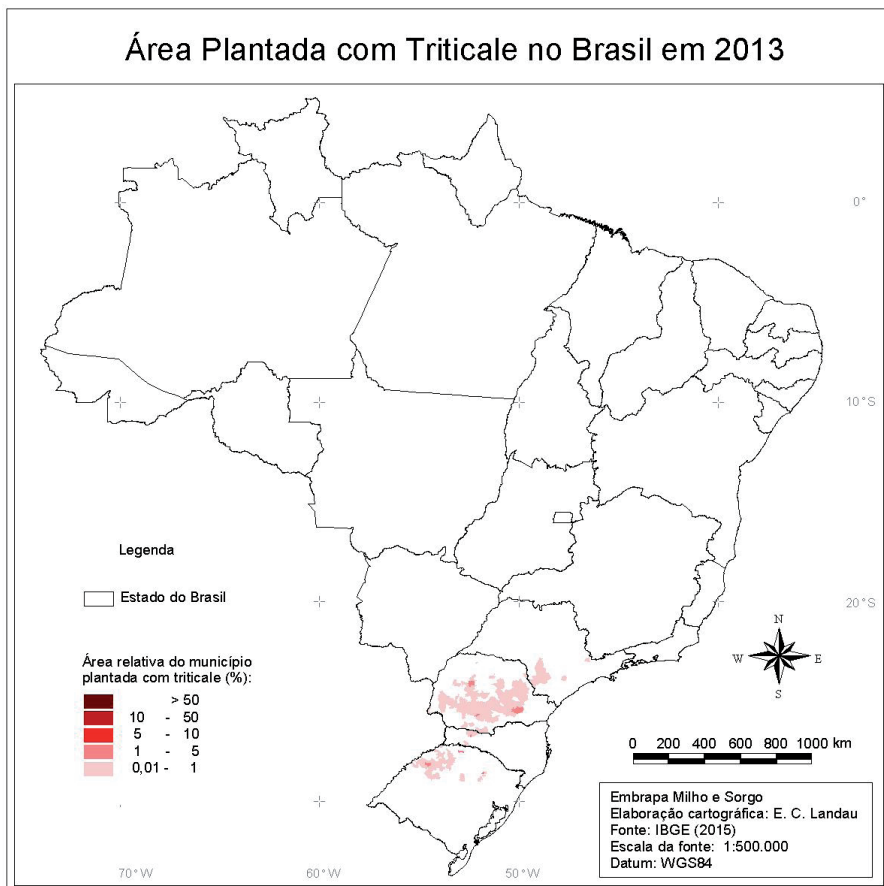 Área Plantada com Triticale no Brasil em 2013
0°
10°S
20°S
Legenda
Estado do Brasil
Área relativa do município
plantada com triticale (%):
> 50
10 - 50
5 - 10
1 - 5
0,01 - 1
N
W E
S
0 200 400 600 800 1000 km
Embrapa Milho e Sorgo
Elaboração cartográfica: E. C. Landau
Fonte: IBGE (2015)
Escala da fonte: 1:500.000
Datum: WGS84
70°W 60°W 50°W